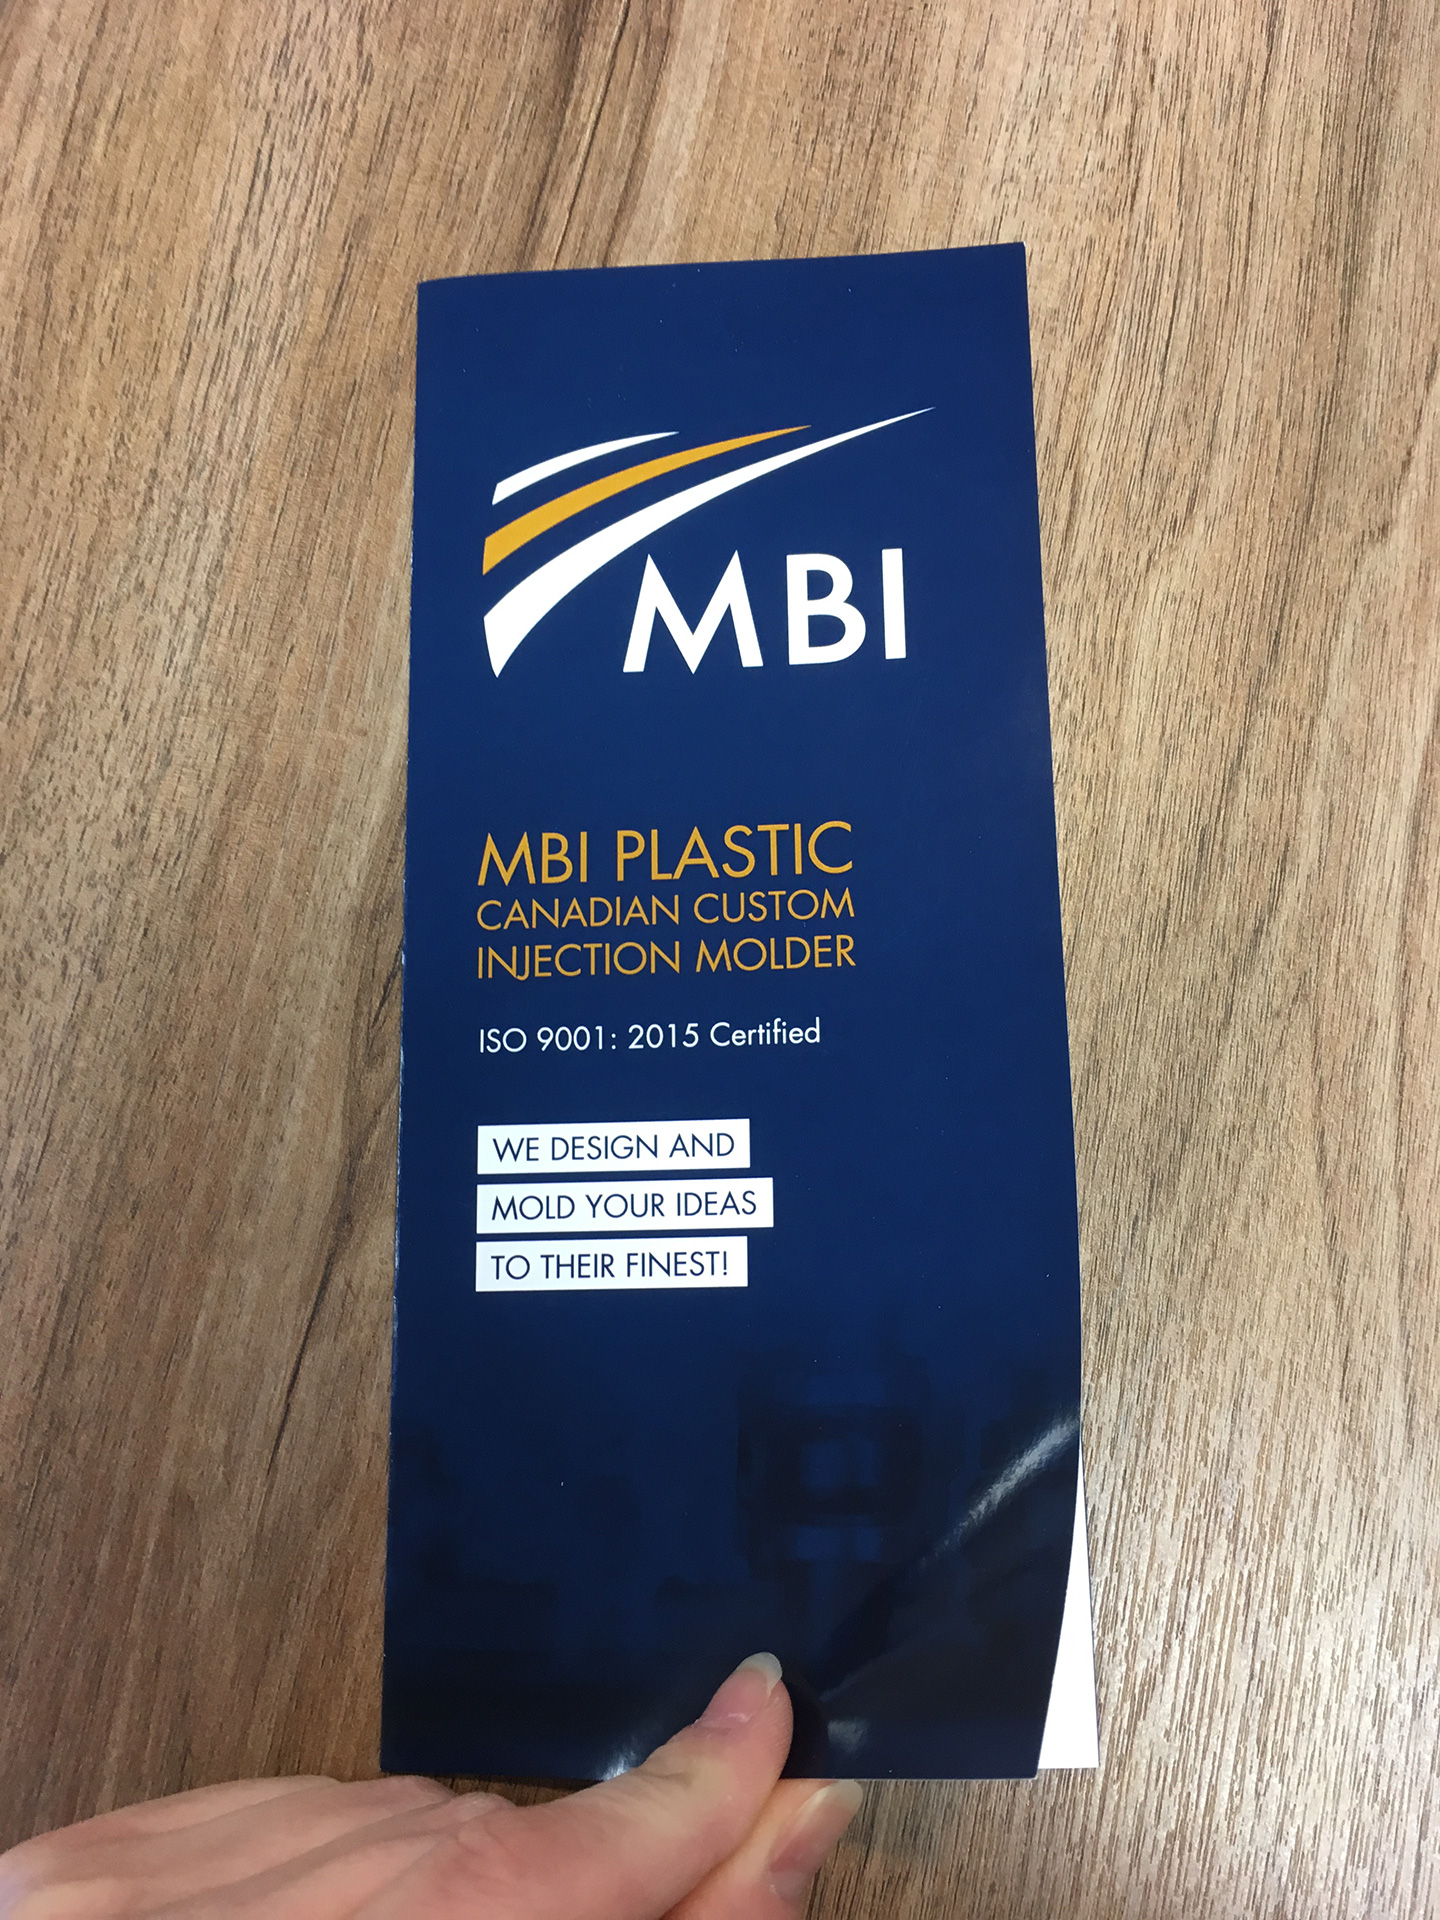 MBI
MBI PLASTIC
CANADIAN CUSTOM
INJECTION MOLDER
ISO 9001: 2015 Certified
WE DESIGN AND
MOLD YOUR IDEAS
TO THEIR FINEST!